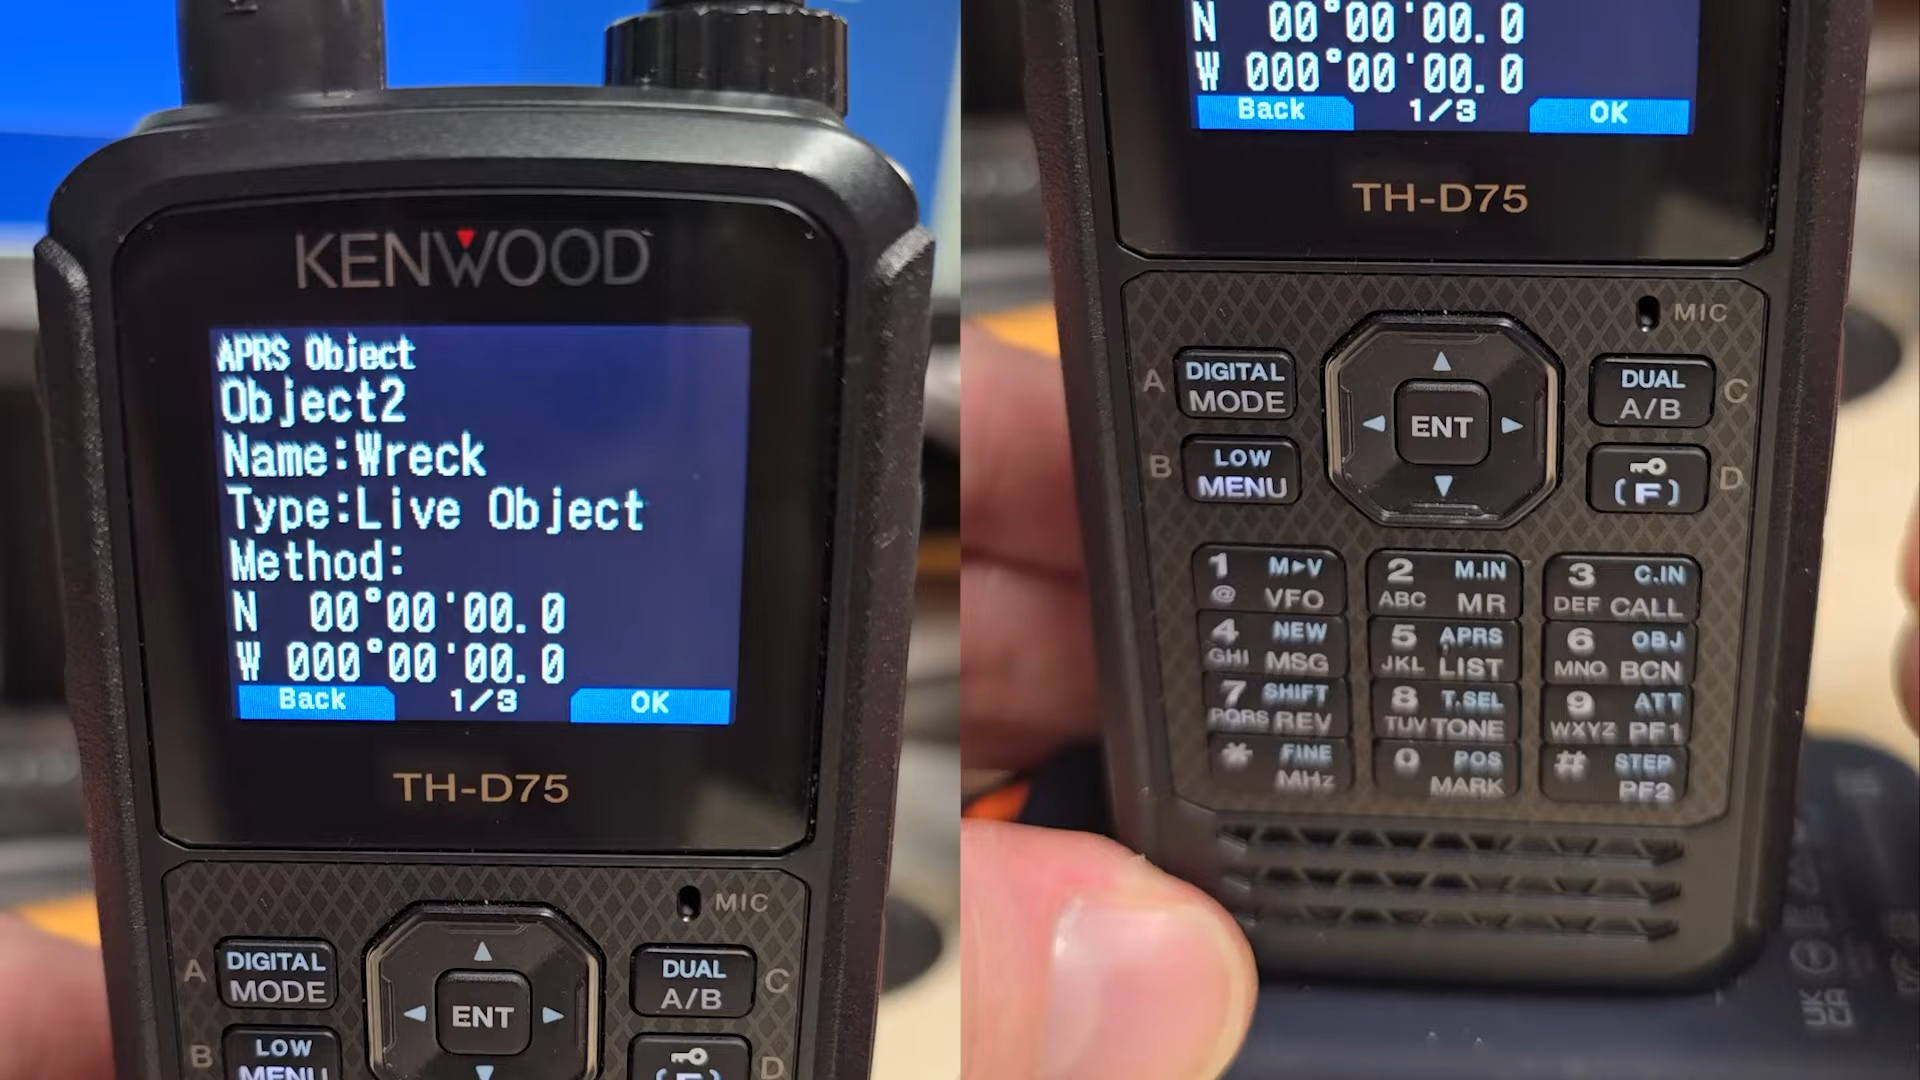 KENWOOD
APRS Object
Object2
Name:Wreck
Type:Live Object
Method:
N 00°00'00.0
W 000°00'00.0
Back 1/3 OK
TH-D75
MIC
A DIGITAL MODE
ENT
DUAL A/B C
B LOW MENU
(F) D
N 00°00'00.0
W 000°00'00.0
Back 1/3 OK
TH-D75
MIC
A DIGITAL MODE
ENT
DUAL A/B C
B LOW MENU
(F) D
1 M▸V
@ VFO
2 M.IN
ABC MR
3 C.IN
DEF CALL
4 NEW
GHI MSG
5 APRS
JKL LIST
6 OBJ
MNO BCN
7 SHIFT
PQRS REV
8 T.SEL
TUV TONE
9 ATT
WXYZ PF1
* FINE
MHz
0 POS
MARK
# STEP
PF2
UK
CA